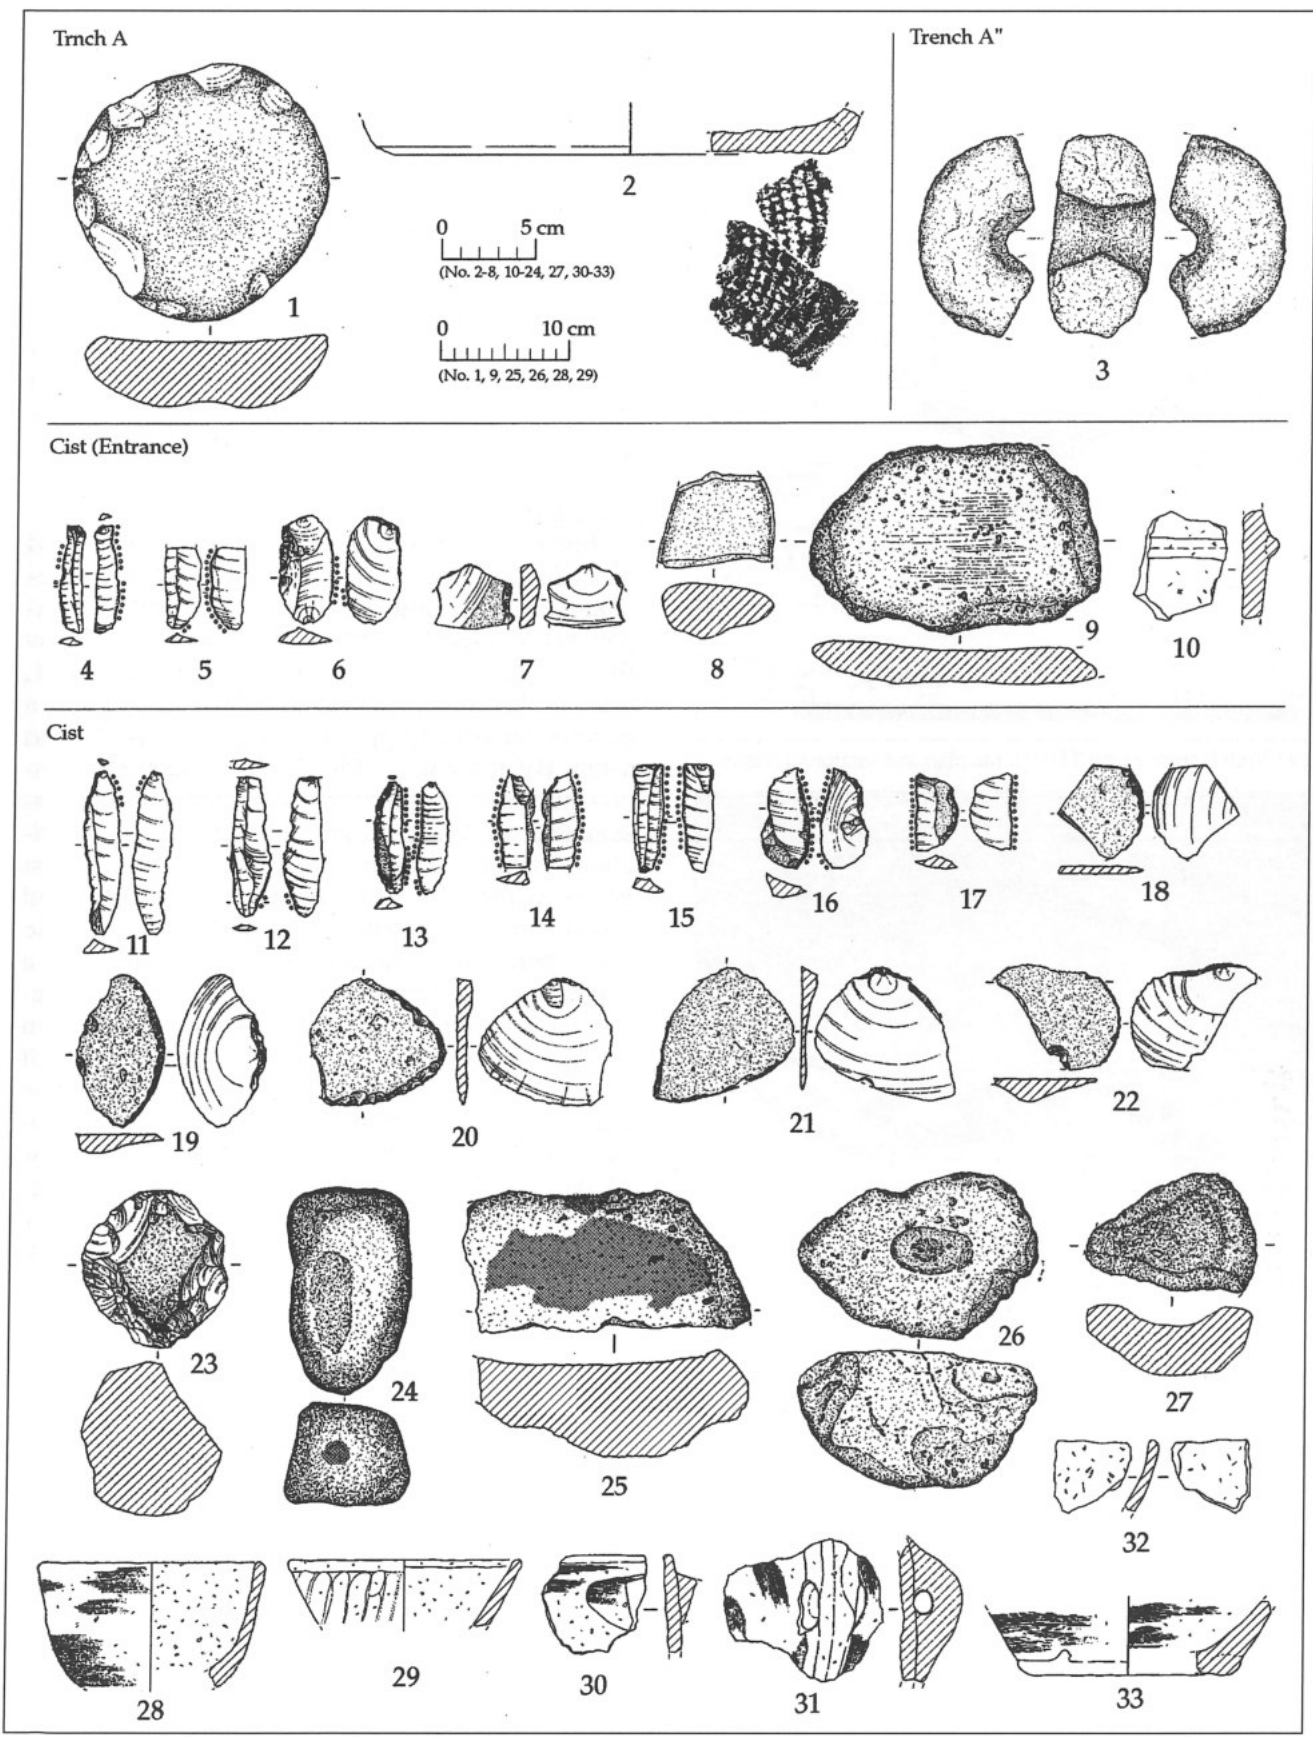 Trnch A
Trench A"
1
2
0 5 cm
(No. 2-8, 10-24, 27, 30-33)
0 10 cm
(No. 1, 9, 25, 26, 28, 29)
3
Cist (Entrance)
4 5 6 7 8 9 10
Cist
11 12 13 14 15 16 17 18
19 20 21 22
23 24 25 26 27
32
28 29 30 31 33